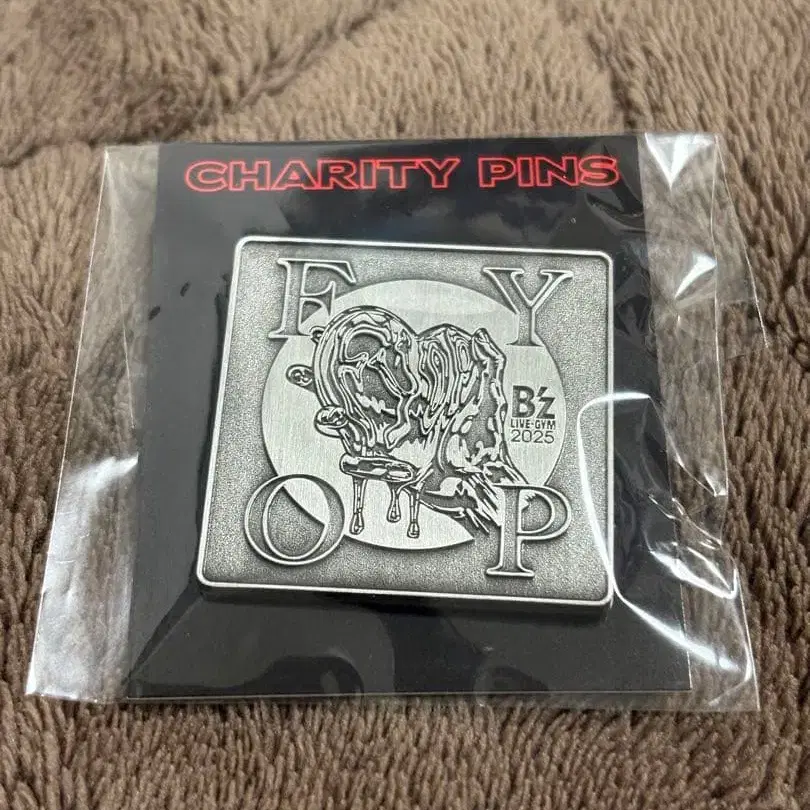 CHARITY PINS
F Y
B'z
LIVE-GYM
2025
O P